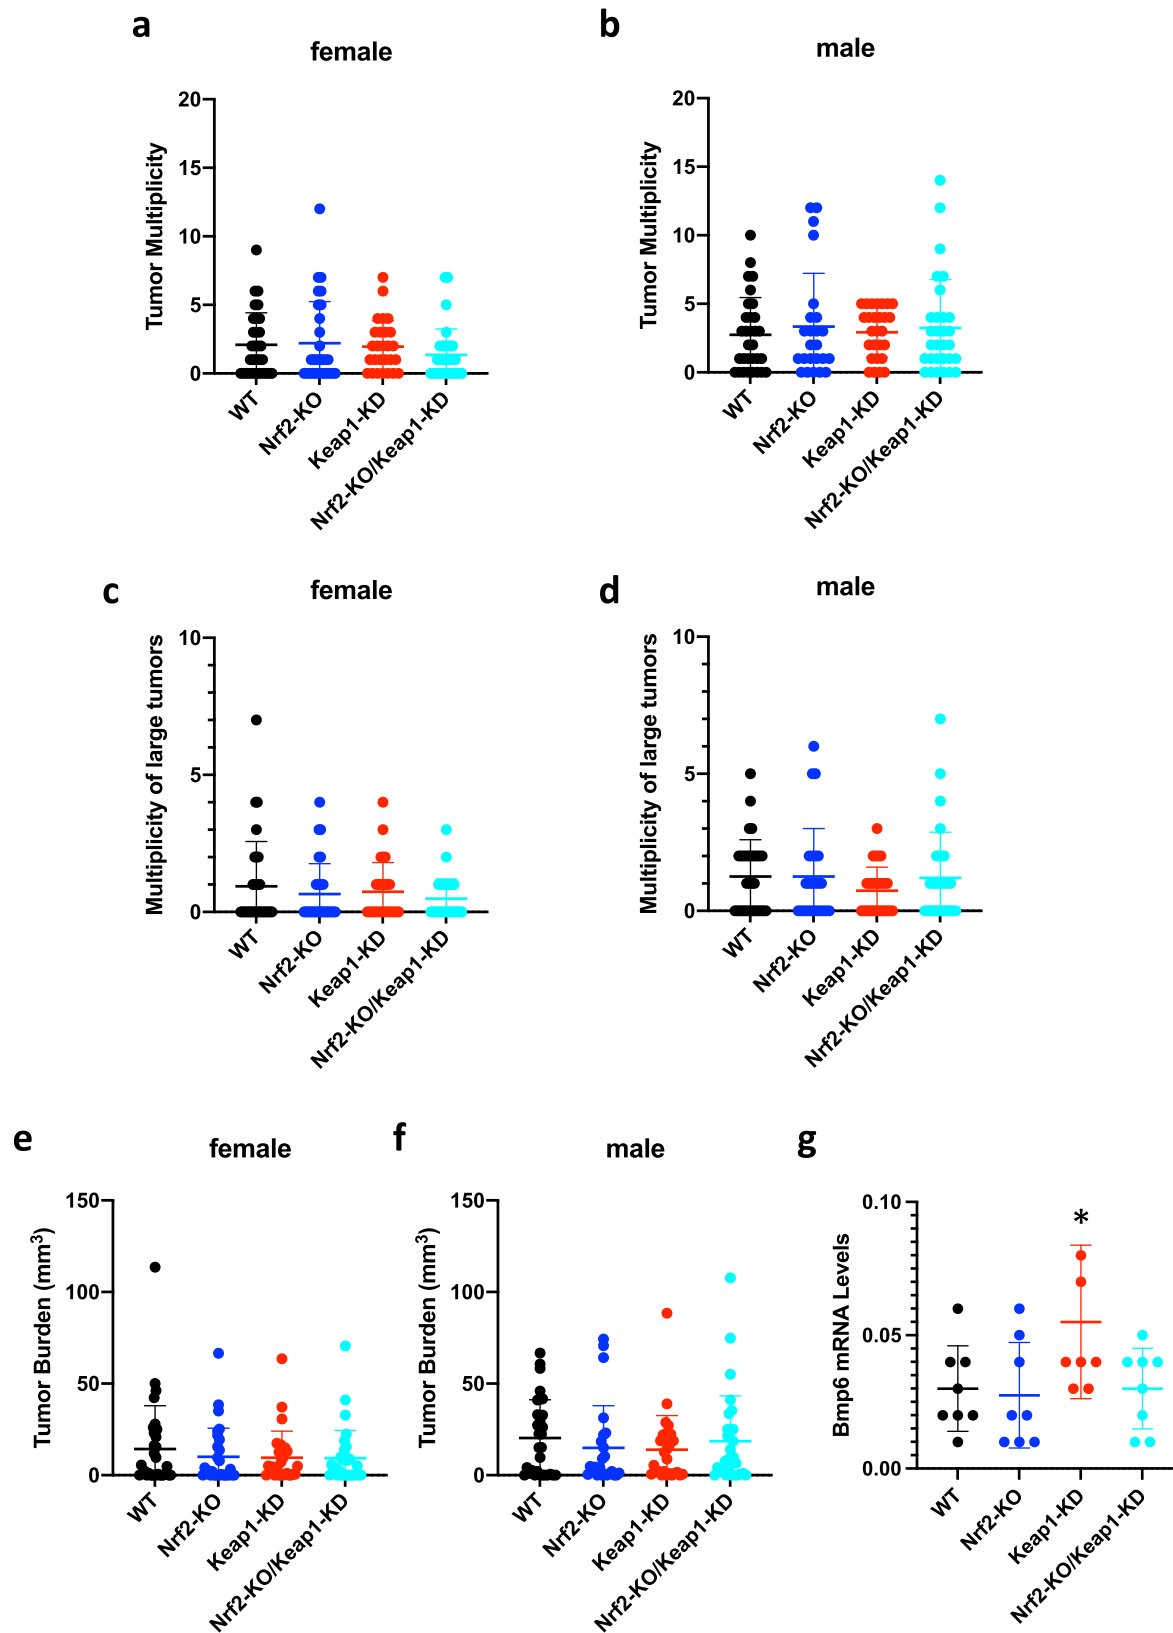 a
female
Tumor Multiplicity
20
15
10
5
0
WT
Nrf2-KO
Keap1-KD
Nrf2-KO/Keap1-KD
b
male
Tumor Multiplicity
20
15
10
5
0
WT
Nrf2-KO
Keap1-KD
Nrf2-KO/Keap1-KD
c
female
Multiplicity of large tumors
10
5
0
WT
Nrf2-KO
Keap1-KD
Nrf2-KO/Keap1-KD
d
male
Multiplicity of large tumors
10
5
0
WT
Nrf2-KO
Keap1-KD
Nrf2-KO/Keap1-KD
e
female
Tumor Burden (mm³)
150
100
50
0
WT
Nrf2-KO
Keap1-KD
Nrf2-KO/Keap1-KD
f
male
Tumor Burden (mm³)
150
100
50
0
WT
Nrf2-KO
Keap1-KD
Nrf2-KO/Keap1-KD
g
Bmp6 mRNA Levels
0.10
0.05
0.00
*
WT
Nrf2-KO
Keap1-KD
Nrf2-KO/Keap1-KD